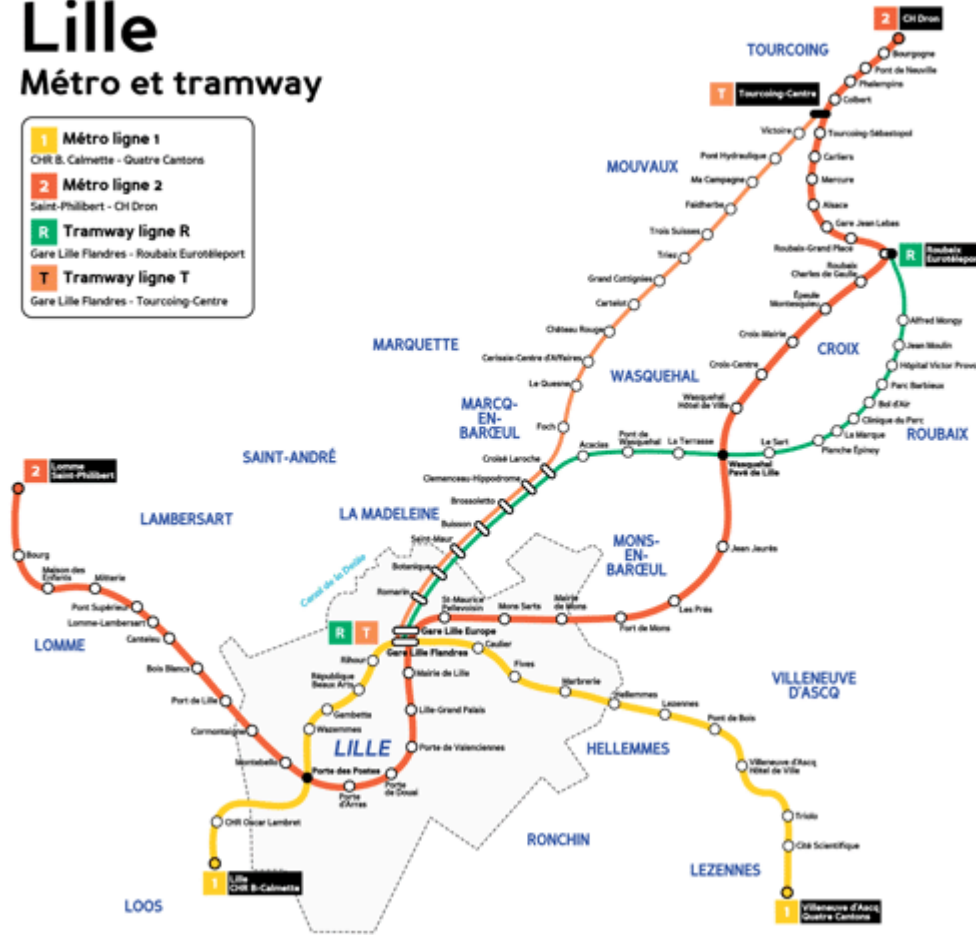 Lille
Métro et tramway
1 Métro ligne 1
CHR B. Calmette - Quatre Cantons
2 Métro ligne 2
Saint-Philibert - CH Dron
R Tramway ligne R
Gare Lille Flandres - Roubaix Eurotéleport
T Tramway ligne T
Gare Lille Flandres - Tourcoing-Centre
2 CH Dron
Bourgogne
Pont de Neuville
Phalempins
Colbert
TOURCOING
T Tourcoing-Centre
Victoire
Tourcoing-Sébastopol
Pont Hydraulique
Carliers
MOUVAUX
Ma Campagne
Mercure
Faidherbe
Alsace
Trois Suisses
Gare Jean Lebas
Tries
Roubaix-Grand Place
R Roubaix
Eurotéleport
Grand Cottignies
Roubaix
Charles de Gaulle
Cartelot
Épeule
Montesquieu
Château Rouge
Alfred Mongy
MARQUETTE
Croix-Mairie
Jean Moulin
CROIX
Cerisaie-Centre d'Affaires
Croix-Centre
Hôpital Victor Provo
WASQUEHAL
Le Quesne
Parc Barbieux
Wasquehal
Hôtel de Ville
Bol d'Air
MARCQ-
EN-
BARŒUL
Foch
Clinique du Parc
La Marque
ROUBAIX
Planche Épinoy
Acacias
Pont de
Wasquehal
La Terrasse
Le Sart
Wasquehal
Pavé de Lille
Croisé Laroche
SAINT-ANDRÉ
2 Lomme
Saint-Philibert
Clemenceau-Hippodrome
Brossolette
LAMBERSART
LA MADELEINE
Buisson
Saint-Maur
MONS-
EN-
BARŒUL
Jean Jaurès
Bourg
Canal de la Deûle
Botanique
Maison des
Enfants
Mitterie
Romarin
St-Maurice
Pellevoisin
Mons Sarts
Mairie
de Mons
Les Prés
Pont Supérieur
Lomme-Lambersart
Fort de Mons
LOMME
Canteleu
R T
Gare Lille Europe
Gare Lille Flandres
Caulier
Bois Blancs
Rihour
Mairie de Lille
Fives
République
Beaux Arts
Marbrerie
Hellemmes
VILLENEUVE
D'ASCQ
Port de Lille
Gambetta
Lille-Grand Palais
Lezennes
Pont de Bois
Cormontaigne
Wazemmes
LILLE
Porte de Valenciennes
HELLEMMES
Montebello
Porte des Postes
Villeneuve d'Ascq
Hôtel de Ville
Porte
d'Arras
Porte
de Douai
CHR Oscar Lambret
RONCHIN
Triolo
Cité Scientifique
1 Lille
CHR B-Calmette
LEZENNES
LOOS
1 Villeneuve d'Ascq
Quatre Cantons